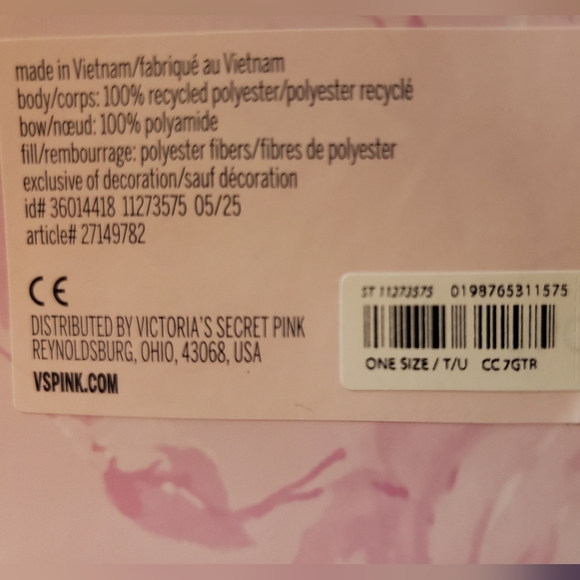 made in Vietnam/fabriqué au Vietnam
body/corps: 100% recycled polyester/polyester recyclé
bow/nœud: 100% polyamide
fill/rembourrage: polyester fibers/fibres de polyester
exclusive of decoration/sauf décoration
id# 36014418 11273575 05/25
article# 27149782
CE
DISTRIBUTED BY VICTORIA'S SECRET PINK
REYNOLDSBURG, OHIO, 43068, USA
VSPINK.COM
ST 11273575 0198765311575
ONE SIZE / T/U CC7GTR